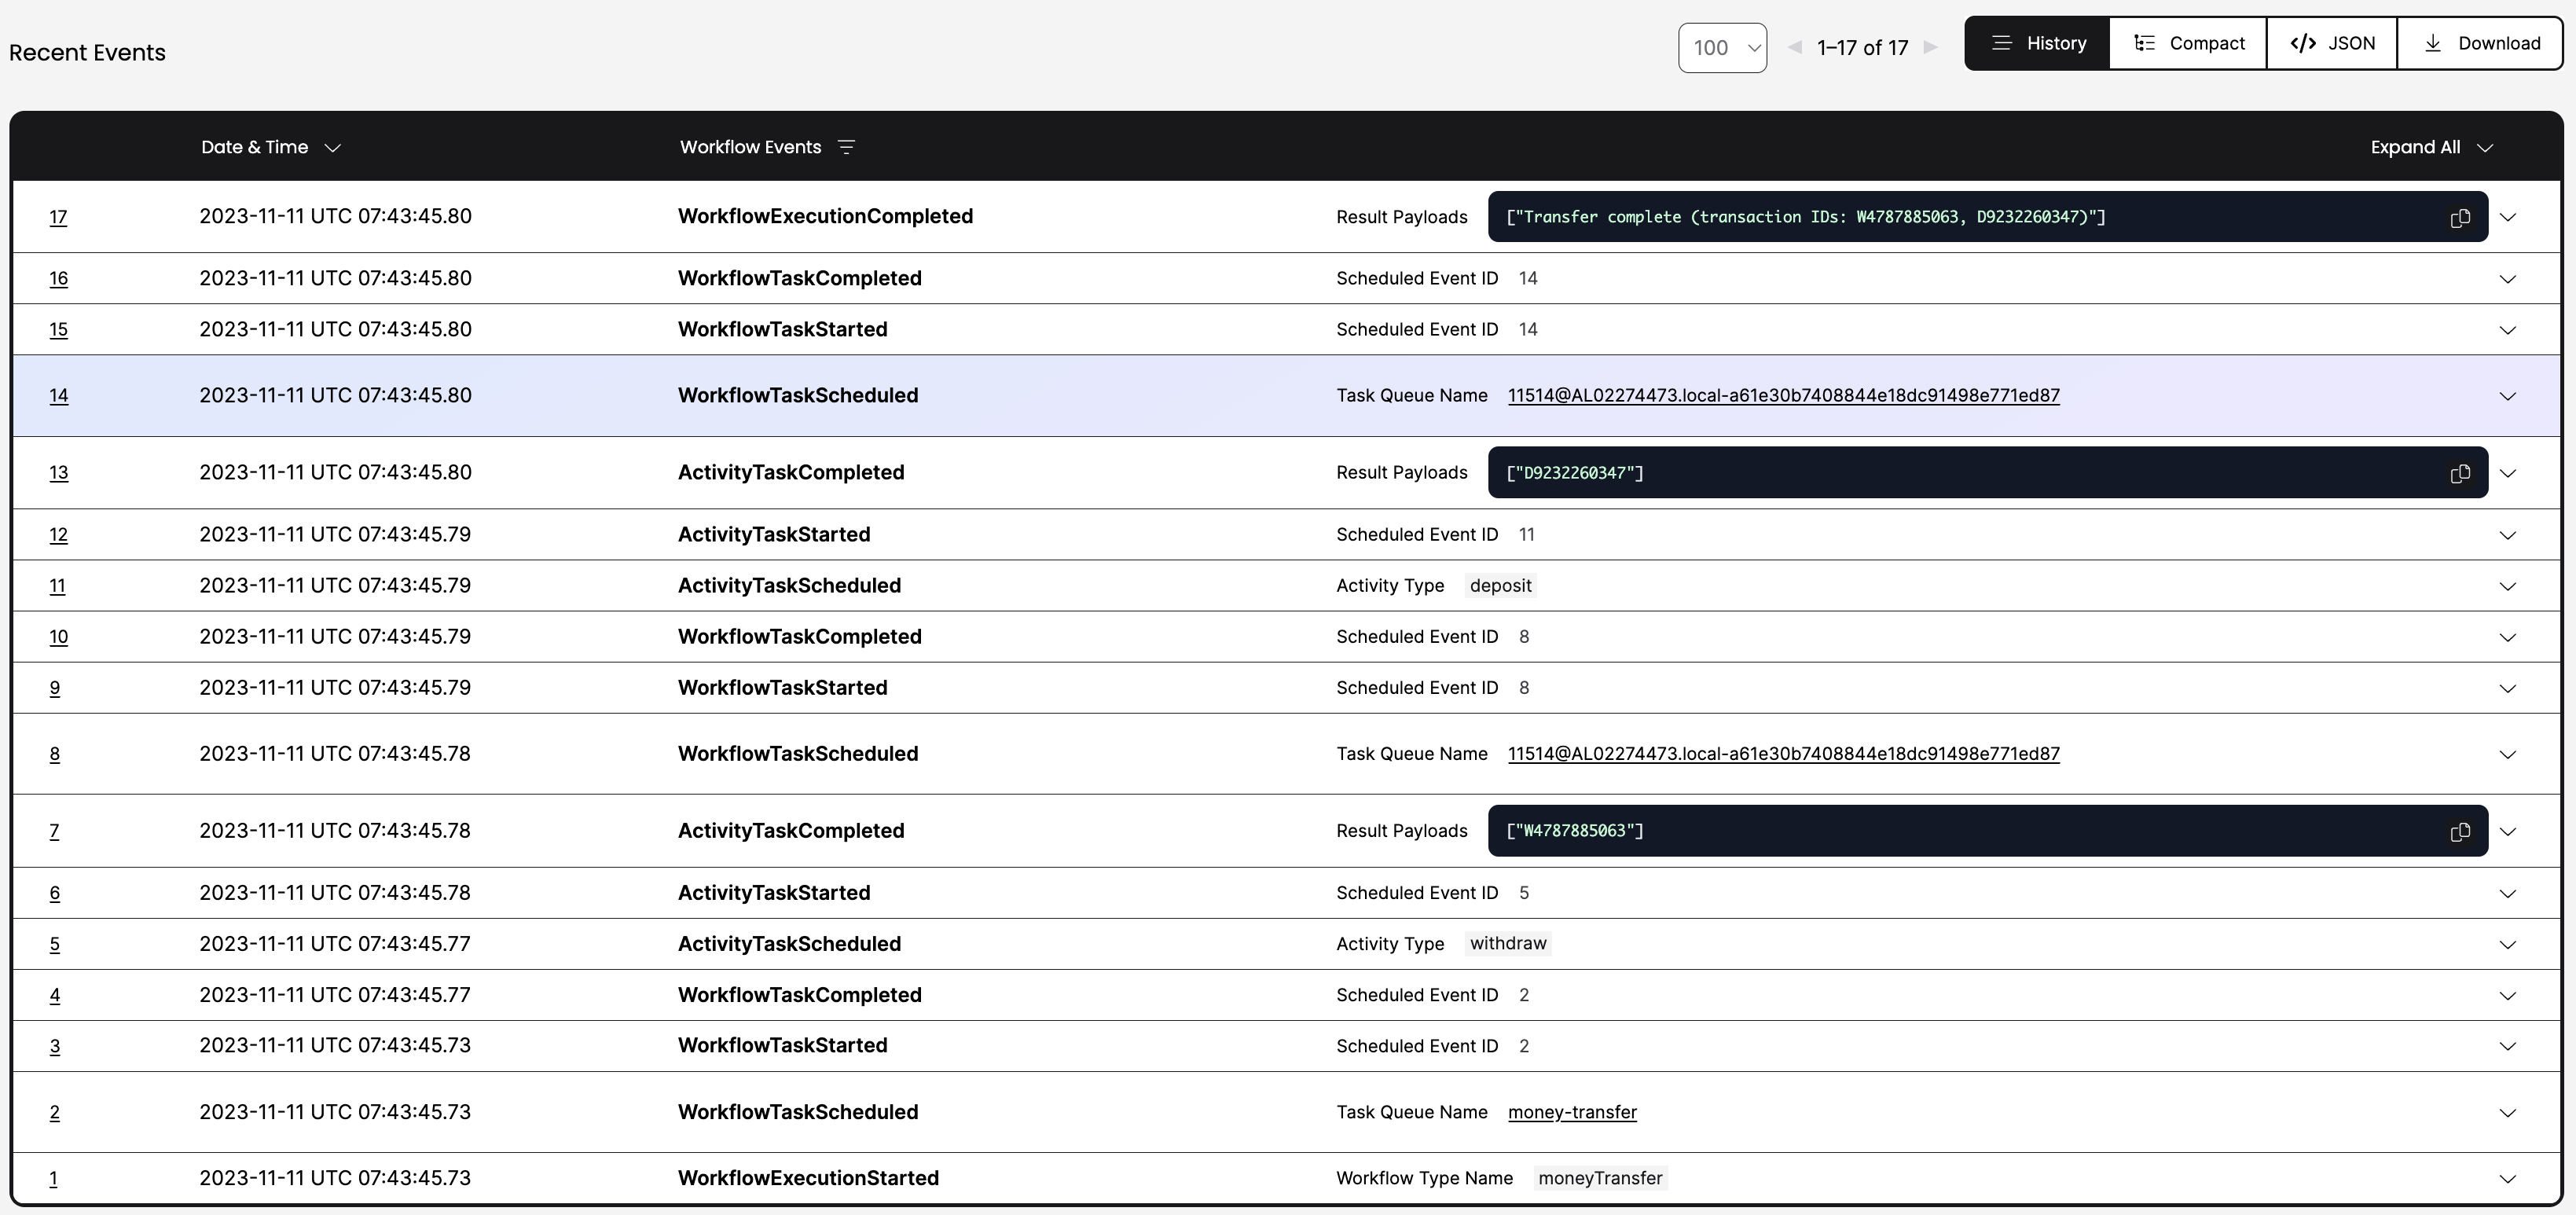 Recent Events
100
1–17 of 17
History
Compact
</> JSON
Download
Date & Time
Workflow Events
Expand All
17 2023-11-11 UTC 07:43:45.80 WorkflowExecutionCompleted Result Payloads ["Transfer complete (transaction IDs: W4787885063, D9232260347)"]
16 2023-11-11 UTC 07:43:45.80 WorkflowTaskCompleted Scheduled Event ID 14
15 2023-11-11 UTC 07:43:45.80 WorkflowTaskStarted Scheduled Event ID 14
14 2023-11-11 UTC 07:43:45.80 WorkflowTaskScheduled Task Queue Name 11514@AL02274473.local-a61e30b7408844e18dc91498e771ed87
13 2023-11-11 UTC 07:43:45.80 ActivityTaskCompleted Result Payloads ["D9232260347"]
12 2023-11-11 UTC 07:43:45.79 ActivityTaskStarted Scheduled Event ID 11
11 2023-11-11 UTC 07:43:45.79 ActivityTaskScheduled Activity Type deposit
10 2023-11-11 UTC 07:43:45.79 WorkflowTaskCompleted Scheduled Event ID 8
9 2023-11-11 UTC 07:43:45.79 WorkflowTaskStarted Scheduled Event ID 8
8 2023-11-11 UTC 07:43:45.78 WorkflowTaskScheduled Task Queue Name 11514@AL02274473.local-a61e30b7408844e18dc91498e771ed87
7 2023-11-11 UTC 07:43:45.78 ActivityTaskCompleted Result Payloads ["W4787885063"]
6 2023-11-11 UTC 07:43:45.78 ActivityTaskStarted Scheduled Event ID 5
5 2023-11-11 UTC 07:43:45.77 ActivityTaskScheduled Activity Type withdraw
4 2023-11-11 UTC 07:43:45.77 WorkflowTaskCompleted Scheduled Event ID 2
3 2023-11-11 UTC 07:43:45.73 WorkflowTaskStarted Scheduled Event ID 2
2 2023-11-11 UTC 07:43:45.73 WorkflowTaskScheduled Task Queue Name money-transfer
1 2023-11-11 UTC 07:43:45.73 WorkflowExecutionStarted Workflow Type Name moneyTransfer